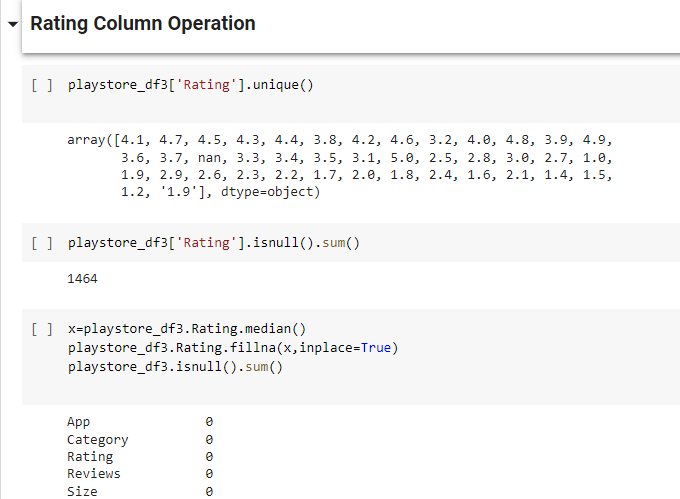 Rating Column Operation
[ ] playstore_df3['Rating'].unique()
array([4.1, 4.7, 4.5, 4.3, 4.4, 3.8, 4.2, 4.6, 3.2, 4.0, 4.8, 3.9, 4.9,
3.6, 3.7, nan, 3.3, 3.4, 3.5, 3.1, 5.0, 2.5, 2.8, 3.0, 2.7, 1.0,
1.9, 2.9, 2.6, 2.3, 2.2, 1.7, 2.0, 1.8, 2.4, 1.6, 2.1, 1.4, 1.5,
1.2, '1.9'], dtype=object)
[ ] playstore_df3['Rating'].isnull().sum()
1464
[ ] x=playstore_df3.Rating.median()
playstore_df3.Rating.fillna(x,inplace=True)
playstore_df3.isnull().sum()
App 0
Category 0
Rating 0
Reviews 0
Size 0